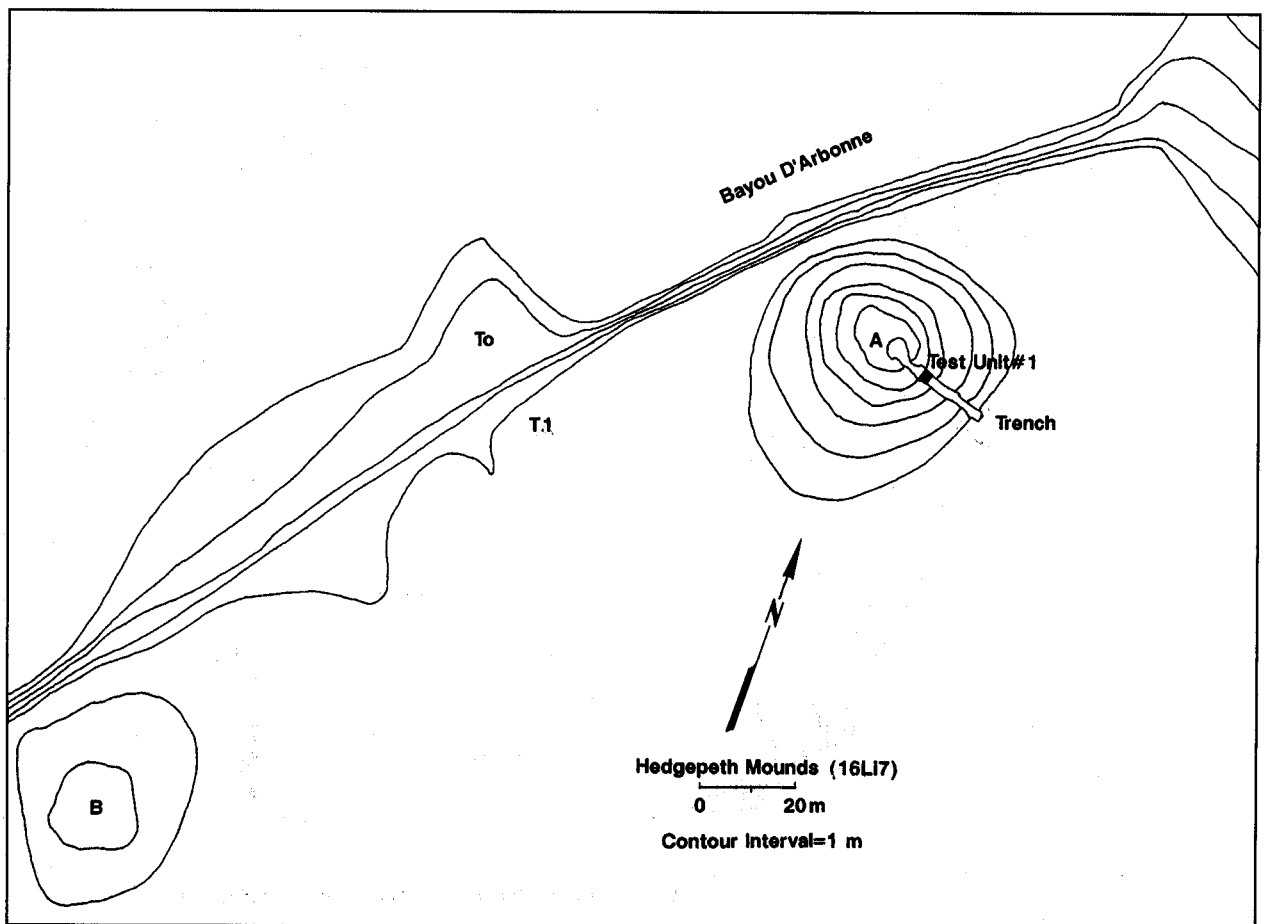 Bayou D'Arbonne
To
A
Test Unit#1
T.1
Trench
N
Hedgepeth Mounds (16LI7)
0 20m
B
Contour Interval=1 m